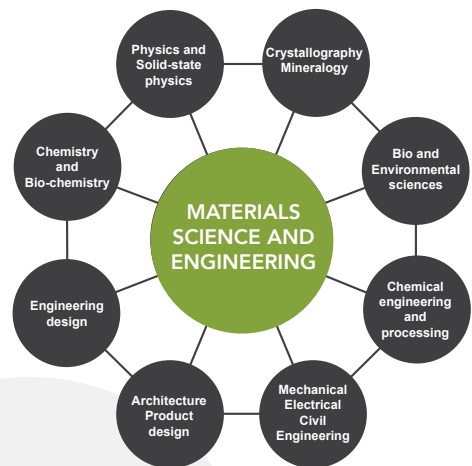 Physics and
Solid-state
physics
Crystallography
Mineralogy
Chemistry
and
Bio-chemistry
Bio and
Environmental
sciences
MATERIALS
SCIENCE AND
ENGINEERING
Engineering
design
Chemical
engineering
and
processing
Architecture
Product
design
Mechanical
Electrical
Civil
Engineering